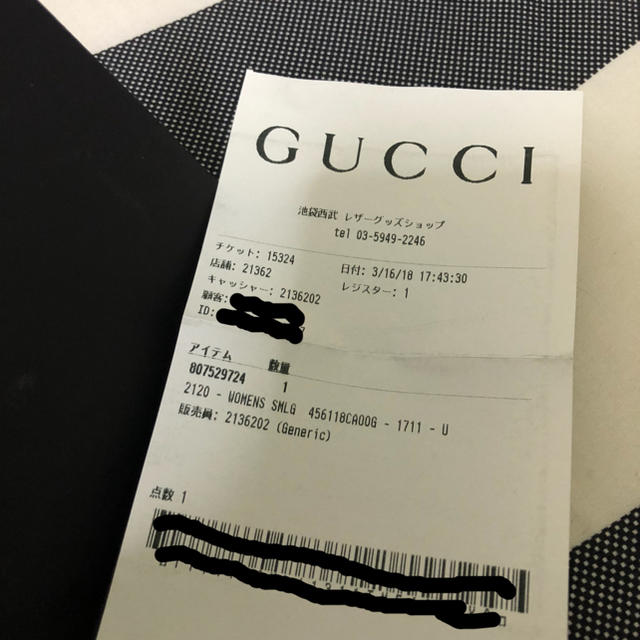 GUCCI
池袋西武 レザーグッズショップ
tel 03-5949-2246
チケット: 15324
店舗: 21362 日付: 3/16/18 17:43:30
キャッシャー: 2136202 レジスター: 1
顧客:
ID:
アイテム 数量
807529724 1
2120 - WOMENS SMLG 456118CAO0G - 1711 - U
販売員: 2136202 (Generic)
点数 1